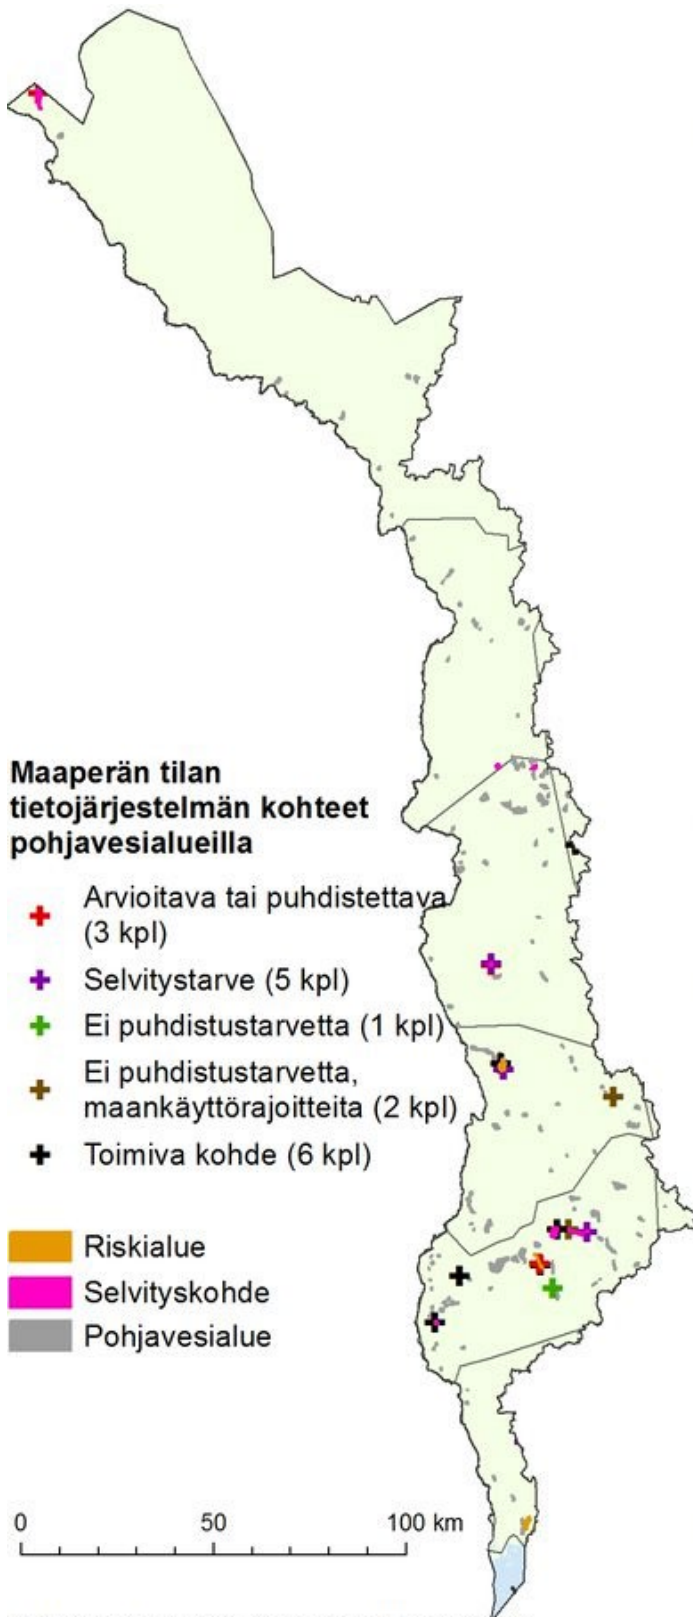 Maaperän tilan
tietojärjestelmän kohteet
pohjavesialueilla
Arvioitava tai puhdistettava
(3 kpl)
Selvitystarve (5 kpl)
Ei puhdistustarvetta (1 kpl)
Ei puhdistustarvetta,
maankäyttörajoitteita (2 kpl)
Toimiva kohde (6 kpl)
Riskialue
Selvityskohde
Pohjavesialue
0 50 100 km